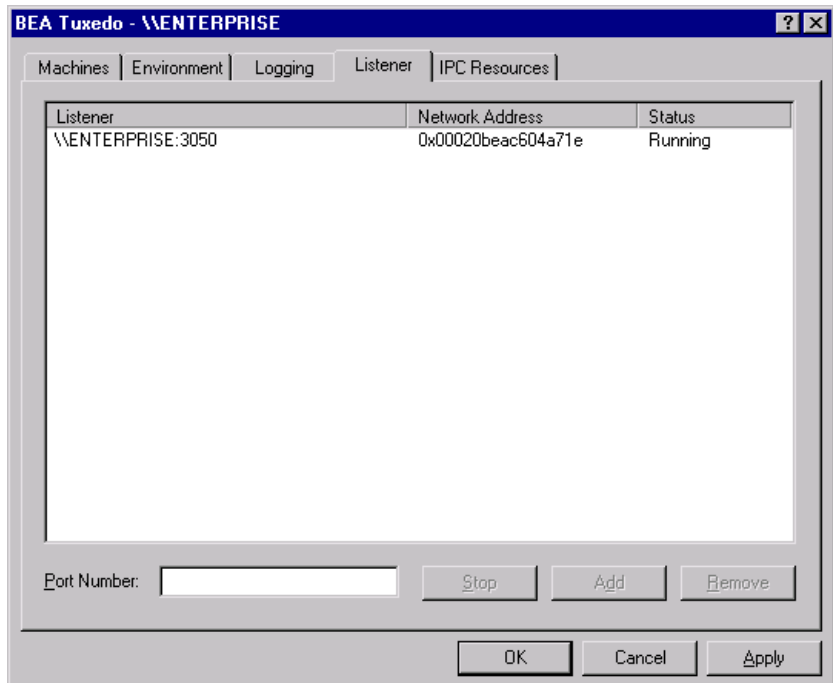 BEA Tuxedo - \\ENTERPRISE
Machines Environment Logging Listener IPC Resources
Listener Network Address Status
\\ENTERPRISE:3050 0x00020beac604a71e Running
Port Number: Stop Add Remove
OK Cancel Apply